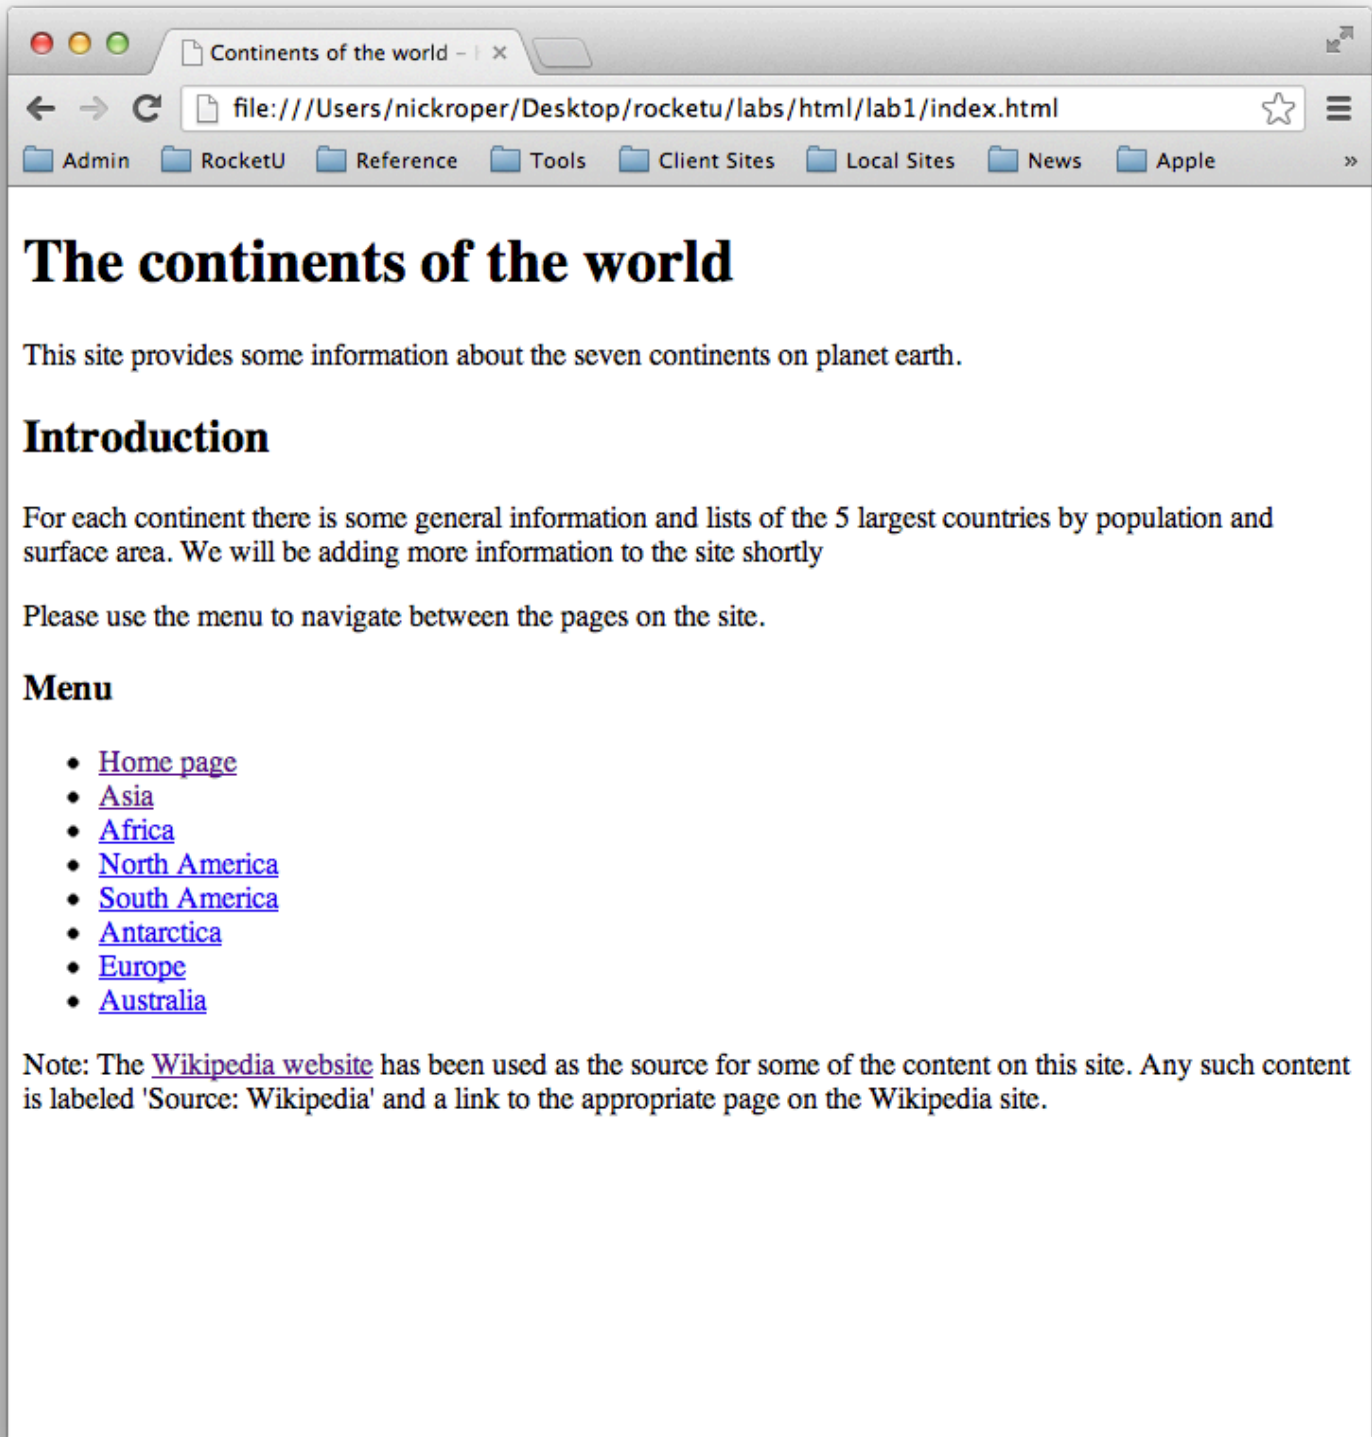 Continents of the world –
file:///Users/nickroper/Desktop/rocketu/labs/html/lab1/index.html
Admin RocketU Reference Tools Client Sites Local Sites News Apple »
The continents of the world
This site provides some information about the seven continents on planet earth.
Introduction
For each continent there is some general information and lists of the 5 largest countries by population and
surface area. We will be adding more information to the site shortly
Please use the menu to navigate between the pages on the site.
Menu
• Home page
• Asia
• Africa
• North America
• South America
• Antarctica
• Europe
• Australia
Note: The Wikipedia website has been used as the source for some of the content on this site. Any such content
is labeled 'Source: Wikipedia' and a link to the appropriate page on the Wikipedia site.